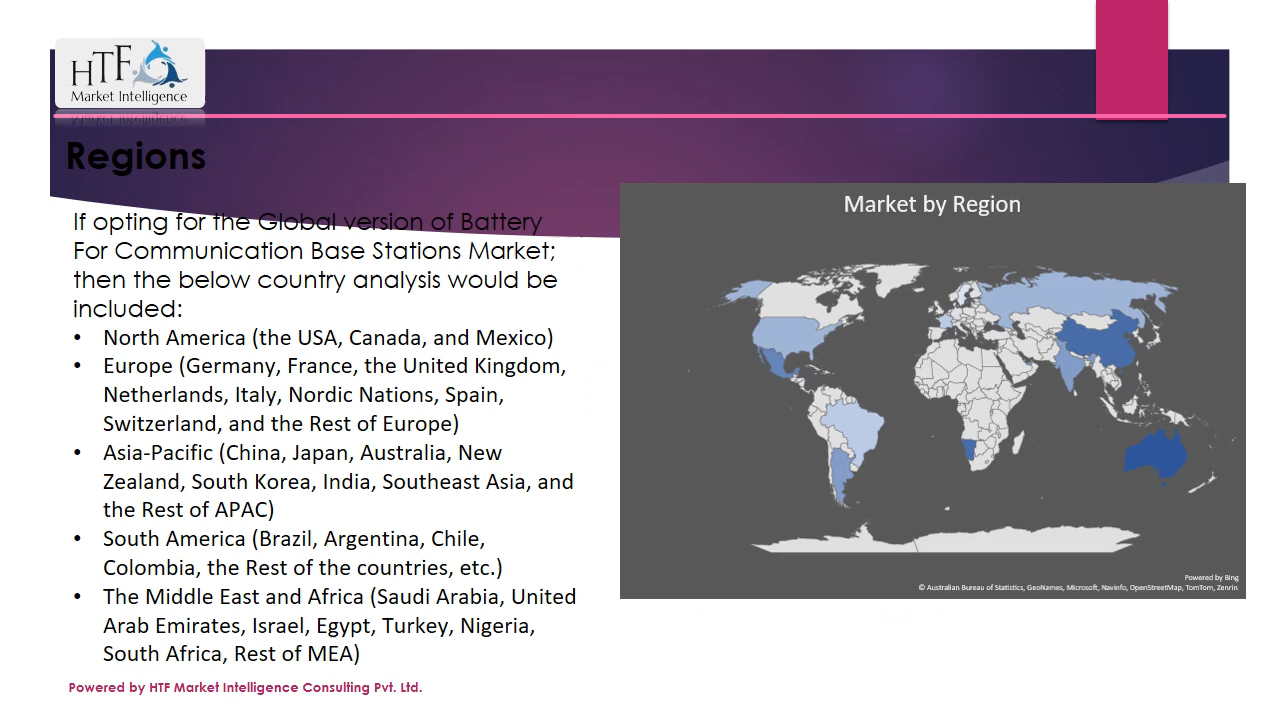 HTF
Market Intelligence
Regions
If opting for the Global version of Battery
For Communication Base Stations Market;
then the below country analysis would be
included:
• North America (the USA, Canada, and Mexico)
• Europe (Germany, France, the United Kingdom,
Netherlands, Italy, Nordic Nations, Spain,
Switzerland, and the Rest of Europe)
• Asia-Pacific (China, Japan, Australia, New
Zealand, South Korea, India, Southeast Asia, and
the Rest of APAC)
• South America (Brazil, Argentina, Chile,
Colombia, the Rest of the countries, etc.)
• The Middle East and Africa (Saudi Arabia, United
Arab Emirates, Israel, Egypt, Turkey, Nigeria,
South Africa, Rest of MEA)
Market by Region
Powered by Bing
© Australian Bureau of Statistics, GeoNames, Microsoft, Navinfo, OpenStreetMap, TomTom, Zenrin
Powered by HTF Market Intelligence Consulting Pvt. Ltd.